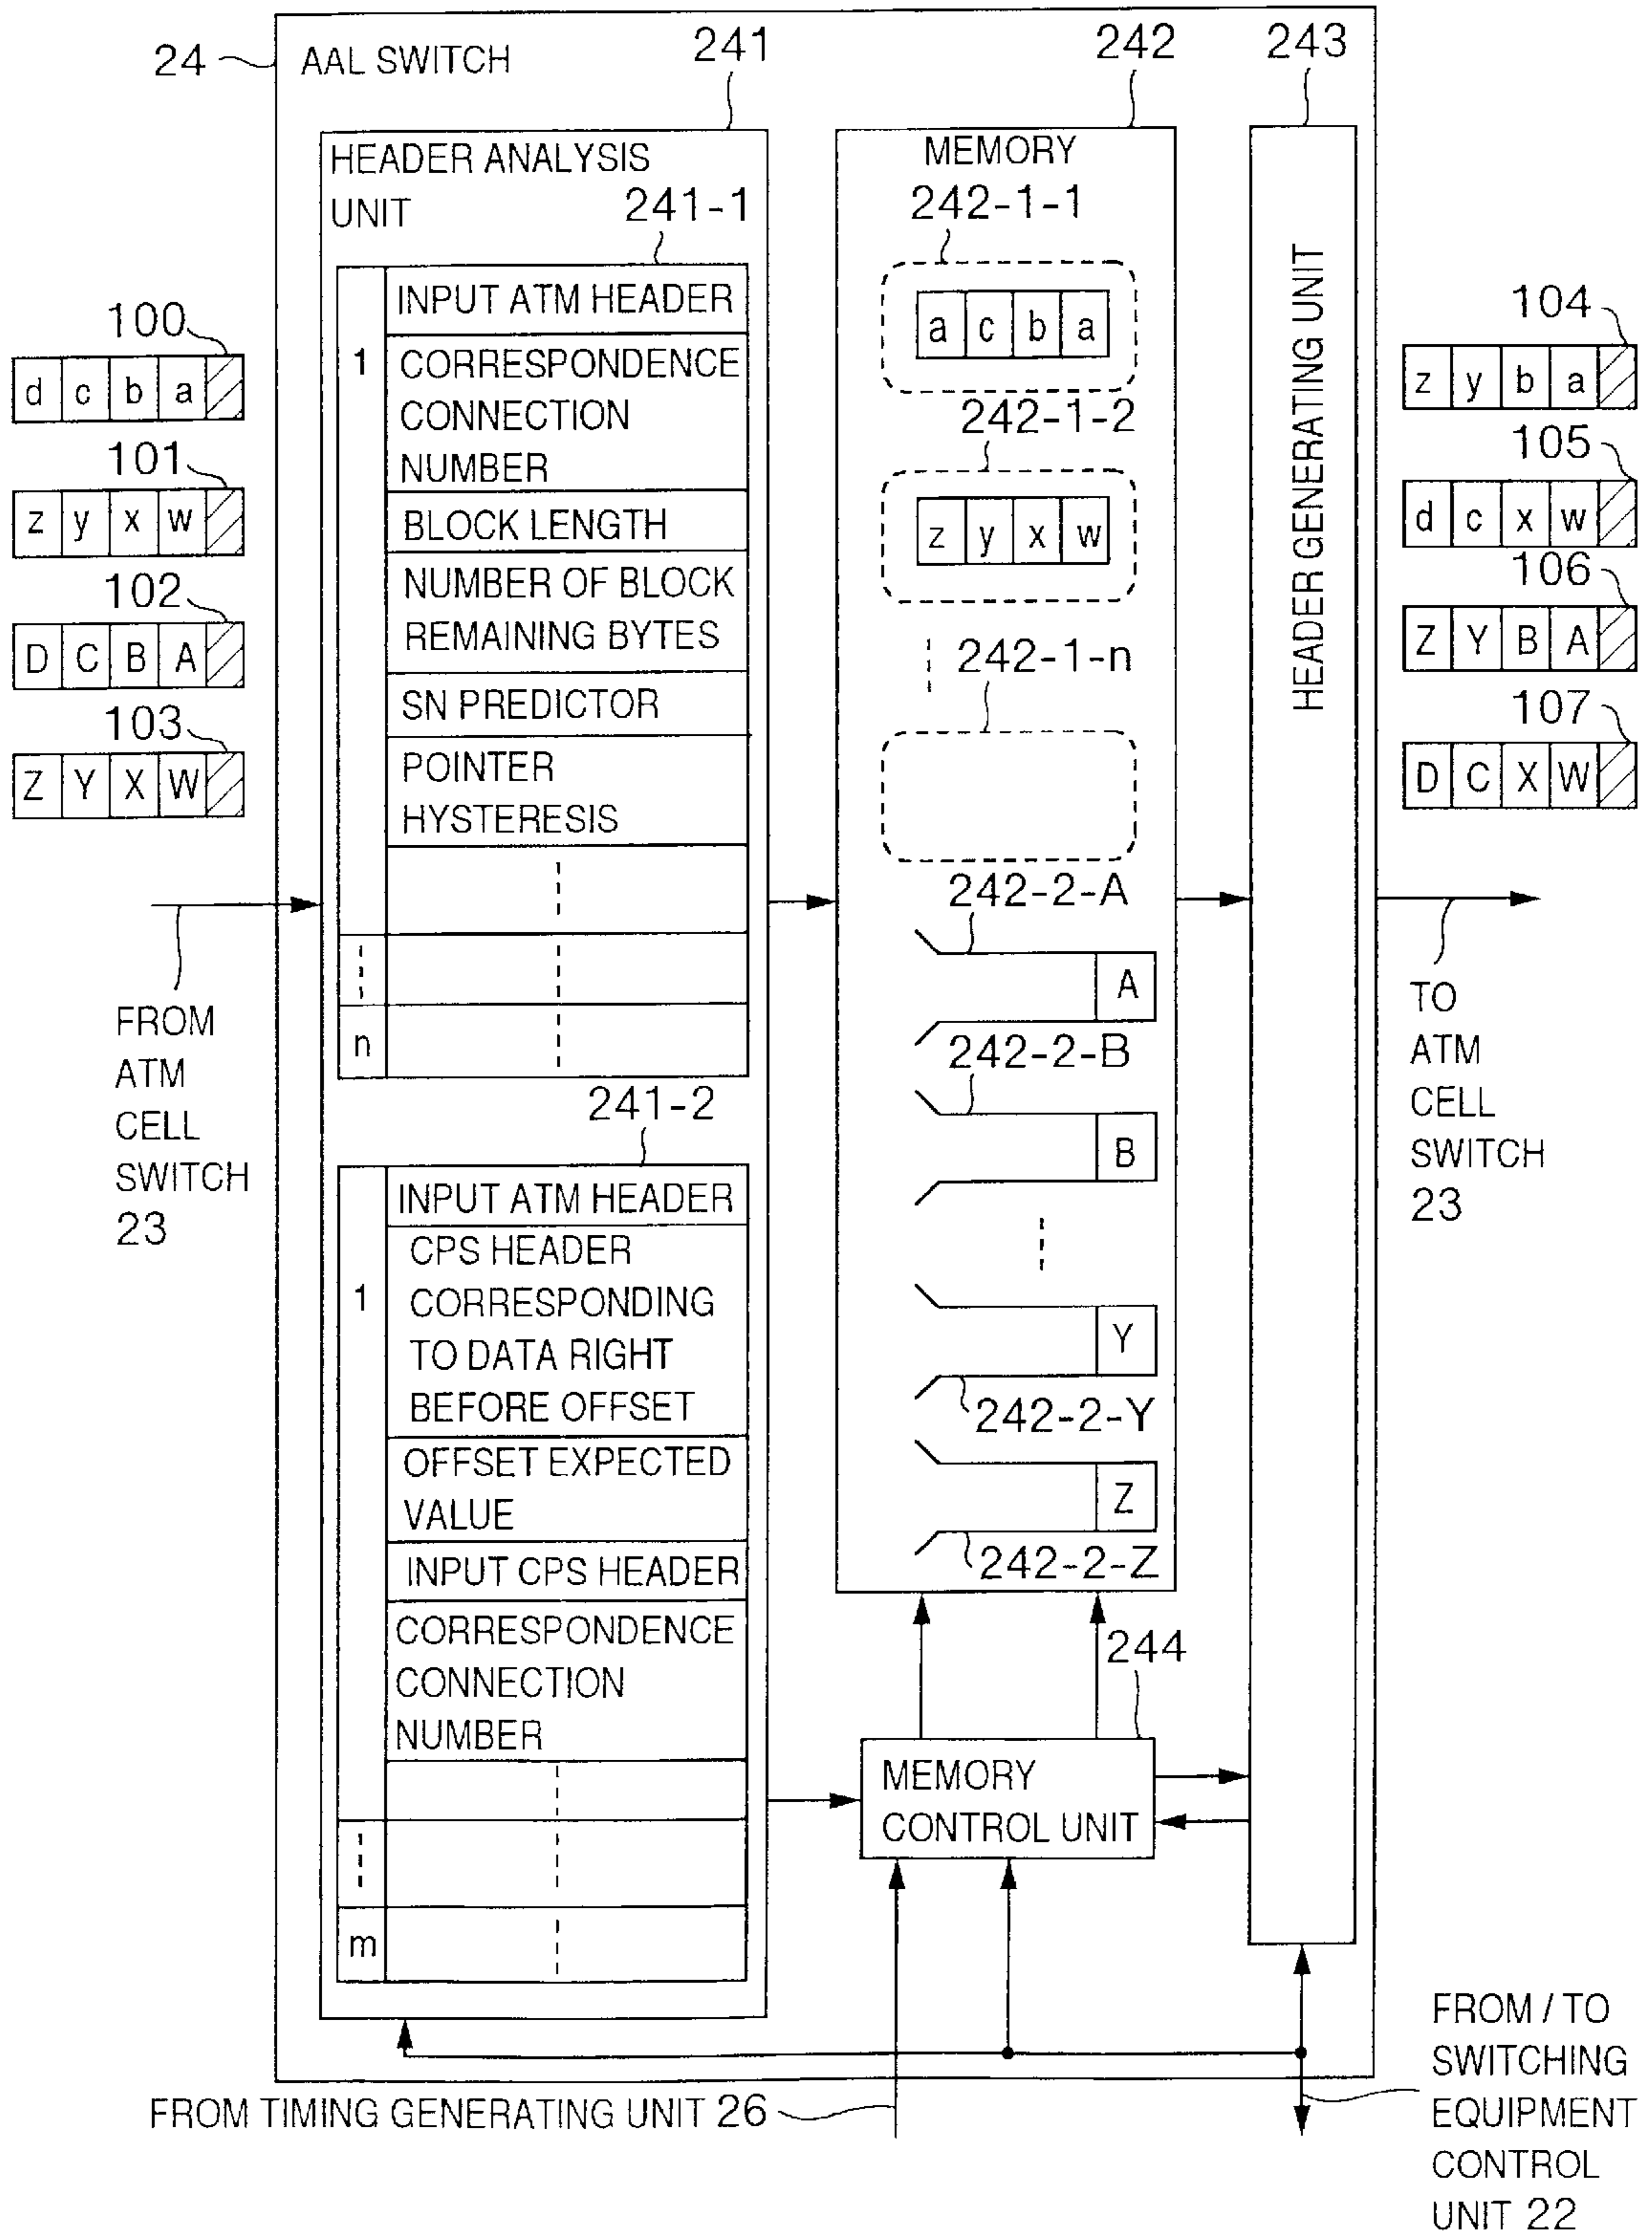 24
AAL SWITCH
241
242
243
HEADER ANALYSIS
UNIT
241-1
1
INPUT ATM HEADER
CORRESPONDENCE
CONNECTION
NUMBER
BLOCK LENGTH
NUMBER OF BLOCK
REMAINING BYTES
SN PREDICTOR
POINTER
HYSTERESIS
n
241-2
1
INPUT ATM HEADER
CPS HEADER
CORRESPONDING
TO DATA RIGHT
BEFORE OFFSET
OFFSET EXPECTED
VALUE
INPUT CPS HEADER
CORRESPONDENCE
CONNECTION
NUMBER
m
100
d c b a
101
z y x w
102
D C B A
103
Z Y X W
FROM
ATM
CELL
SWITCH
23
MEMORY
242-1-1
a c b a
242-1-2
z y x w
242-1-n
242-2-A
A
242-2-B
B
Y
242-2-Y
Z
242-2-Z
244
MEMORY
CONTROL UNIT
HEADER GENERATING UNIT
104
z y b a
105
d c x w
106
Z Y B A
107
D C X W
TO
ATM
CELL
SWITCH
23
FROM TIMING GENERATING UNIT 26
FROM / TO
SWITCHING
EQUIPMENT
CONTROL
UNIT 22